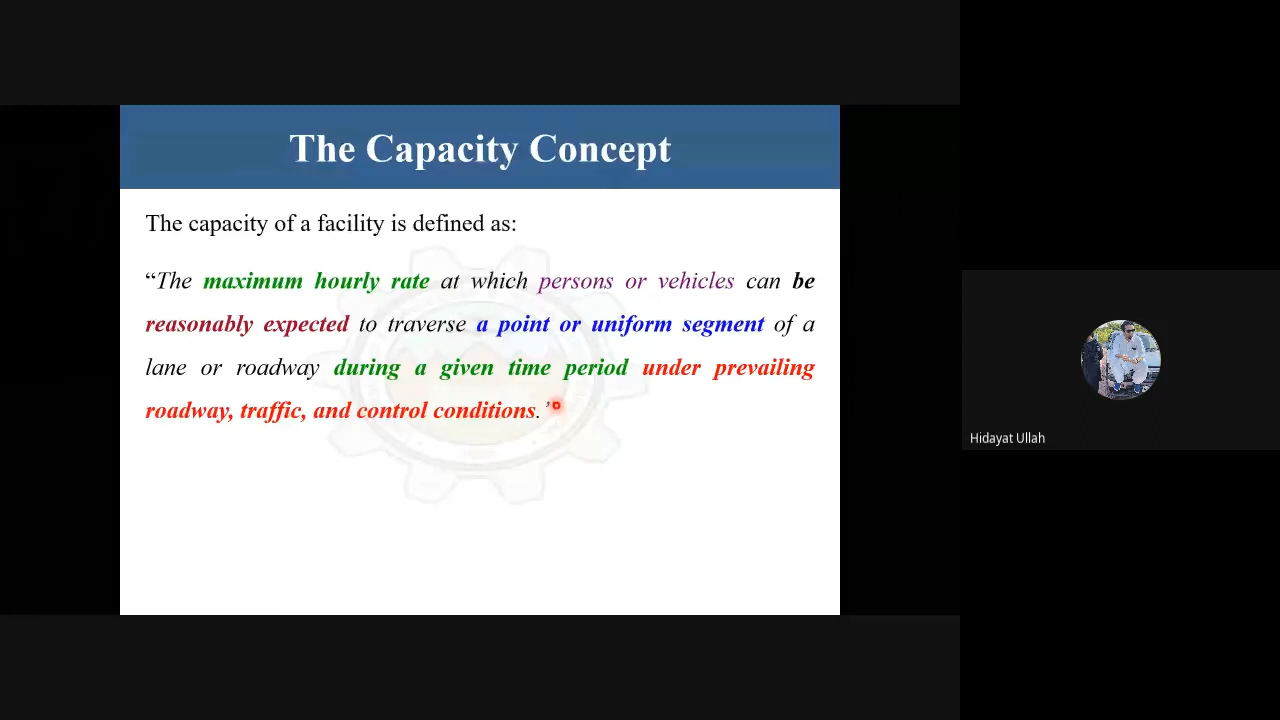 The Capacity Concept
The capacity of a facility is defined as:
“The maximum hourly rate at which persons or vehicles can be
reasonably expected to traverse a point or uniform segment of a
lane or roadway during a given time period under prevailing
roadway, traffic, and control conditions.”
Hidayat Ullah